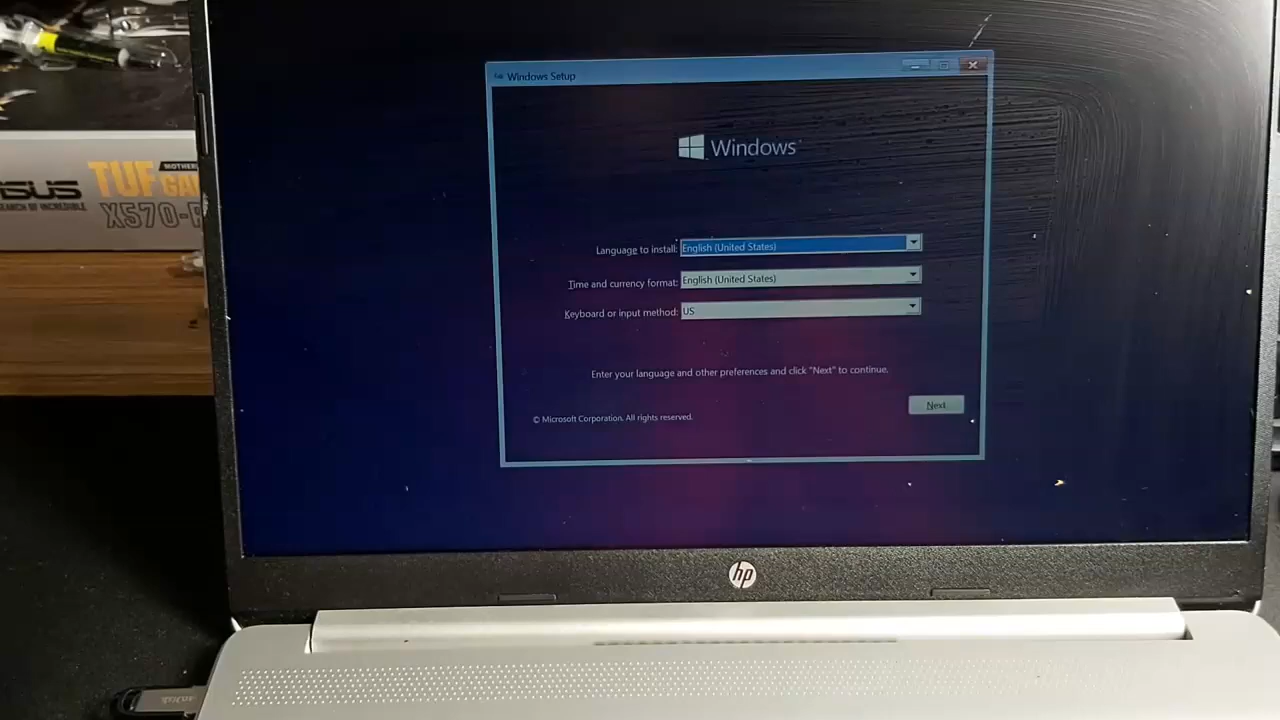 Windows Setup
Windows
Language to install: English (United States)
Time and currency format: English (United States)
Keyboard or input method: US
Enter your language and other preferences and click "Next" to continue.
Next
© Microsoft Corporation. All rights reserved.
TUF
X570-P
hp
SanDisk